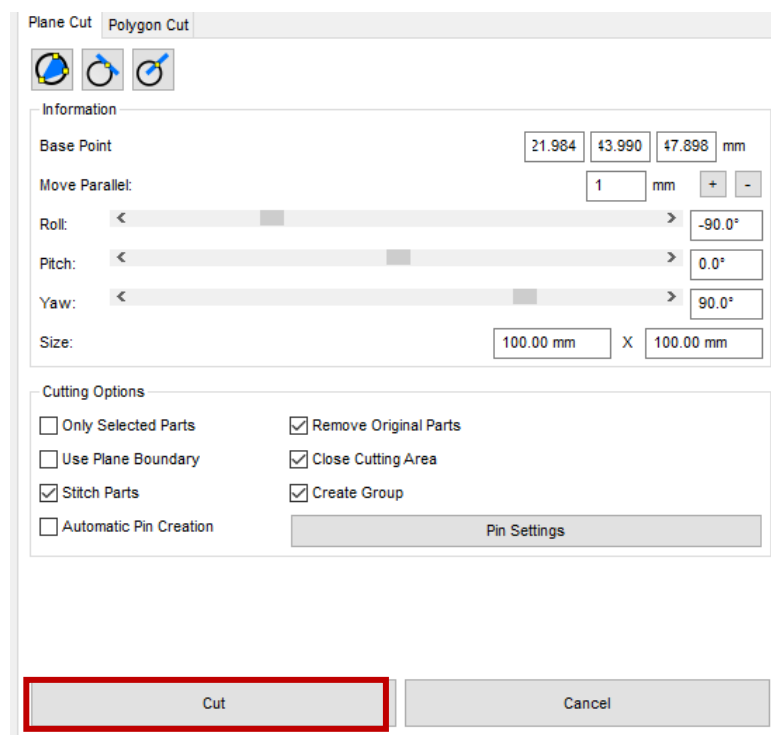 Plane Cut Polygon Cut
Information
Base Point 21.984 43.990 47.898 mm
Move Parallel: 1 mm + -
Roll: -90.0°
Pitch: 0.0°
Yaw: 90.0°
Size: 100.00 mm X 100.00 mm
Cutting Options
Only Selected Parts Remove Original Parts
Use Plane Boundary Close Cutting Area
Stitch Parts Create Group
Automatic Pin Creation Pin Settings
Cut Cancel